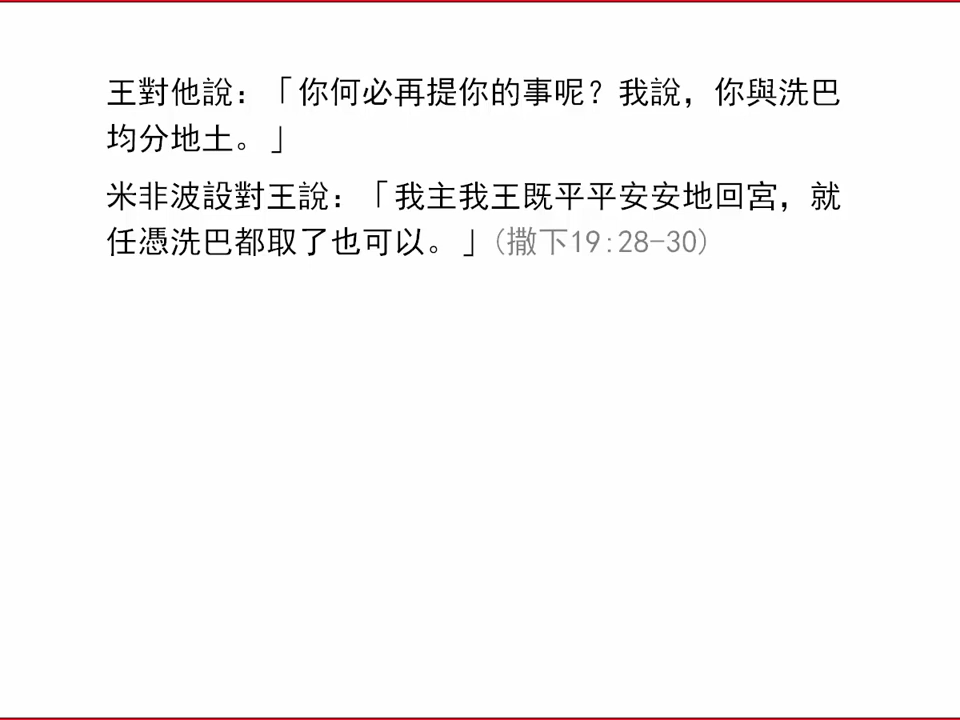 王對他說：「你何必再提你的事呢？我說，你與洗巴
均分地土。」
米非波設對王說：「我主我王既平平安安地回宮，就
任憑洗巴都取了也可以。」(撒下19:28-30)